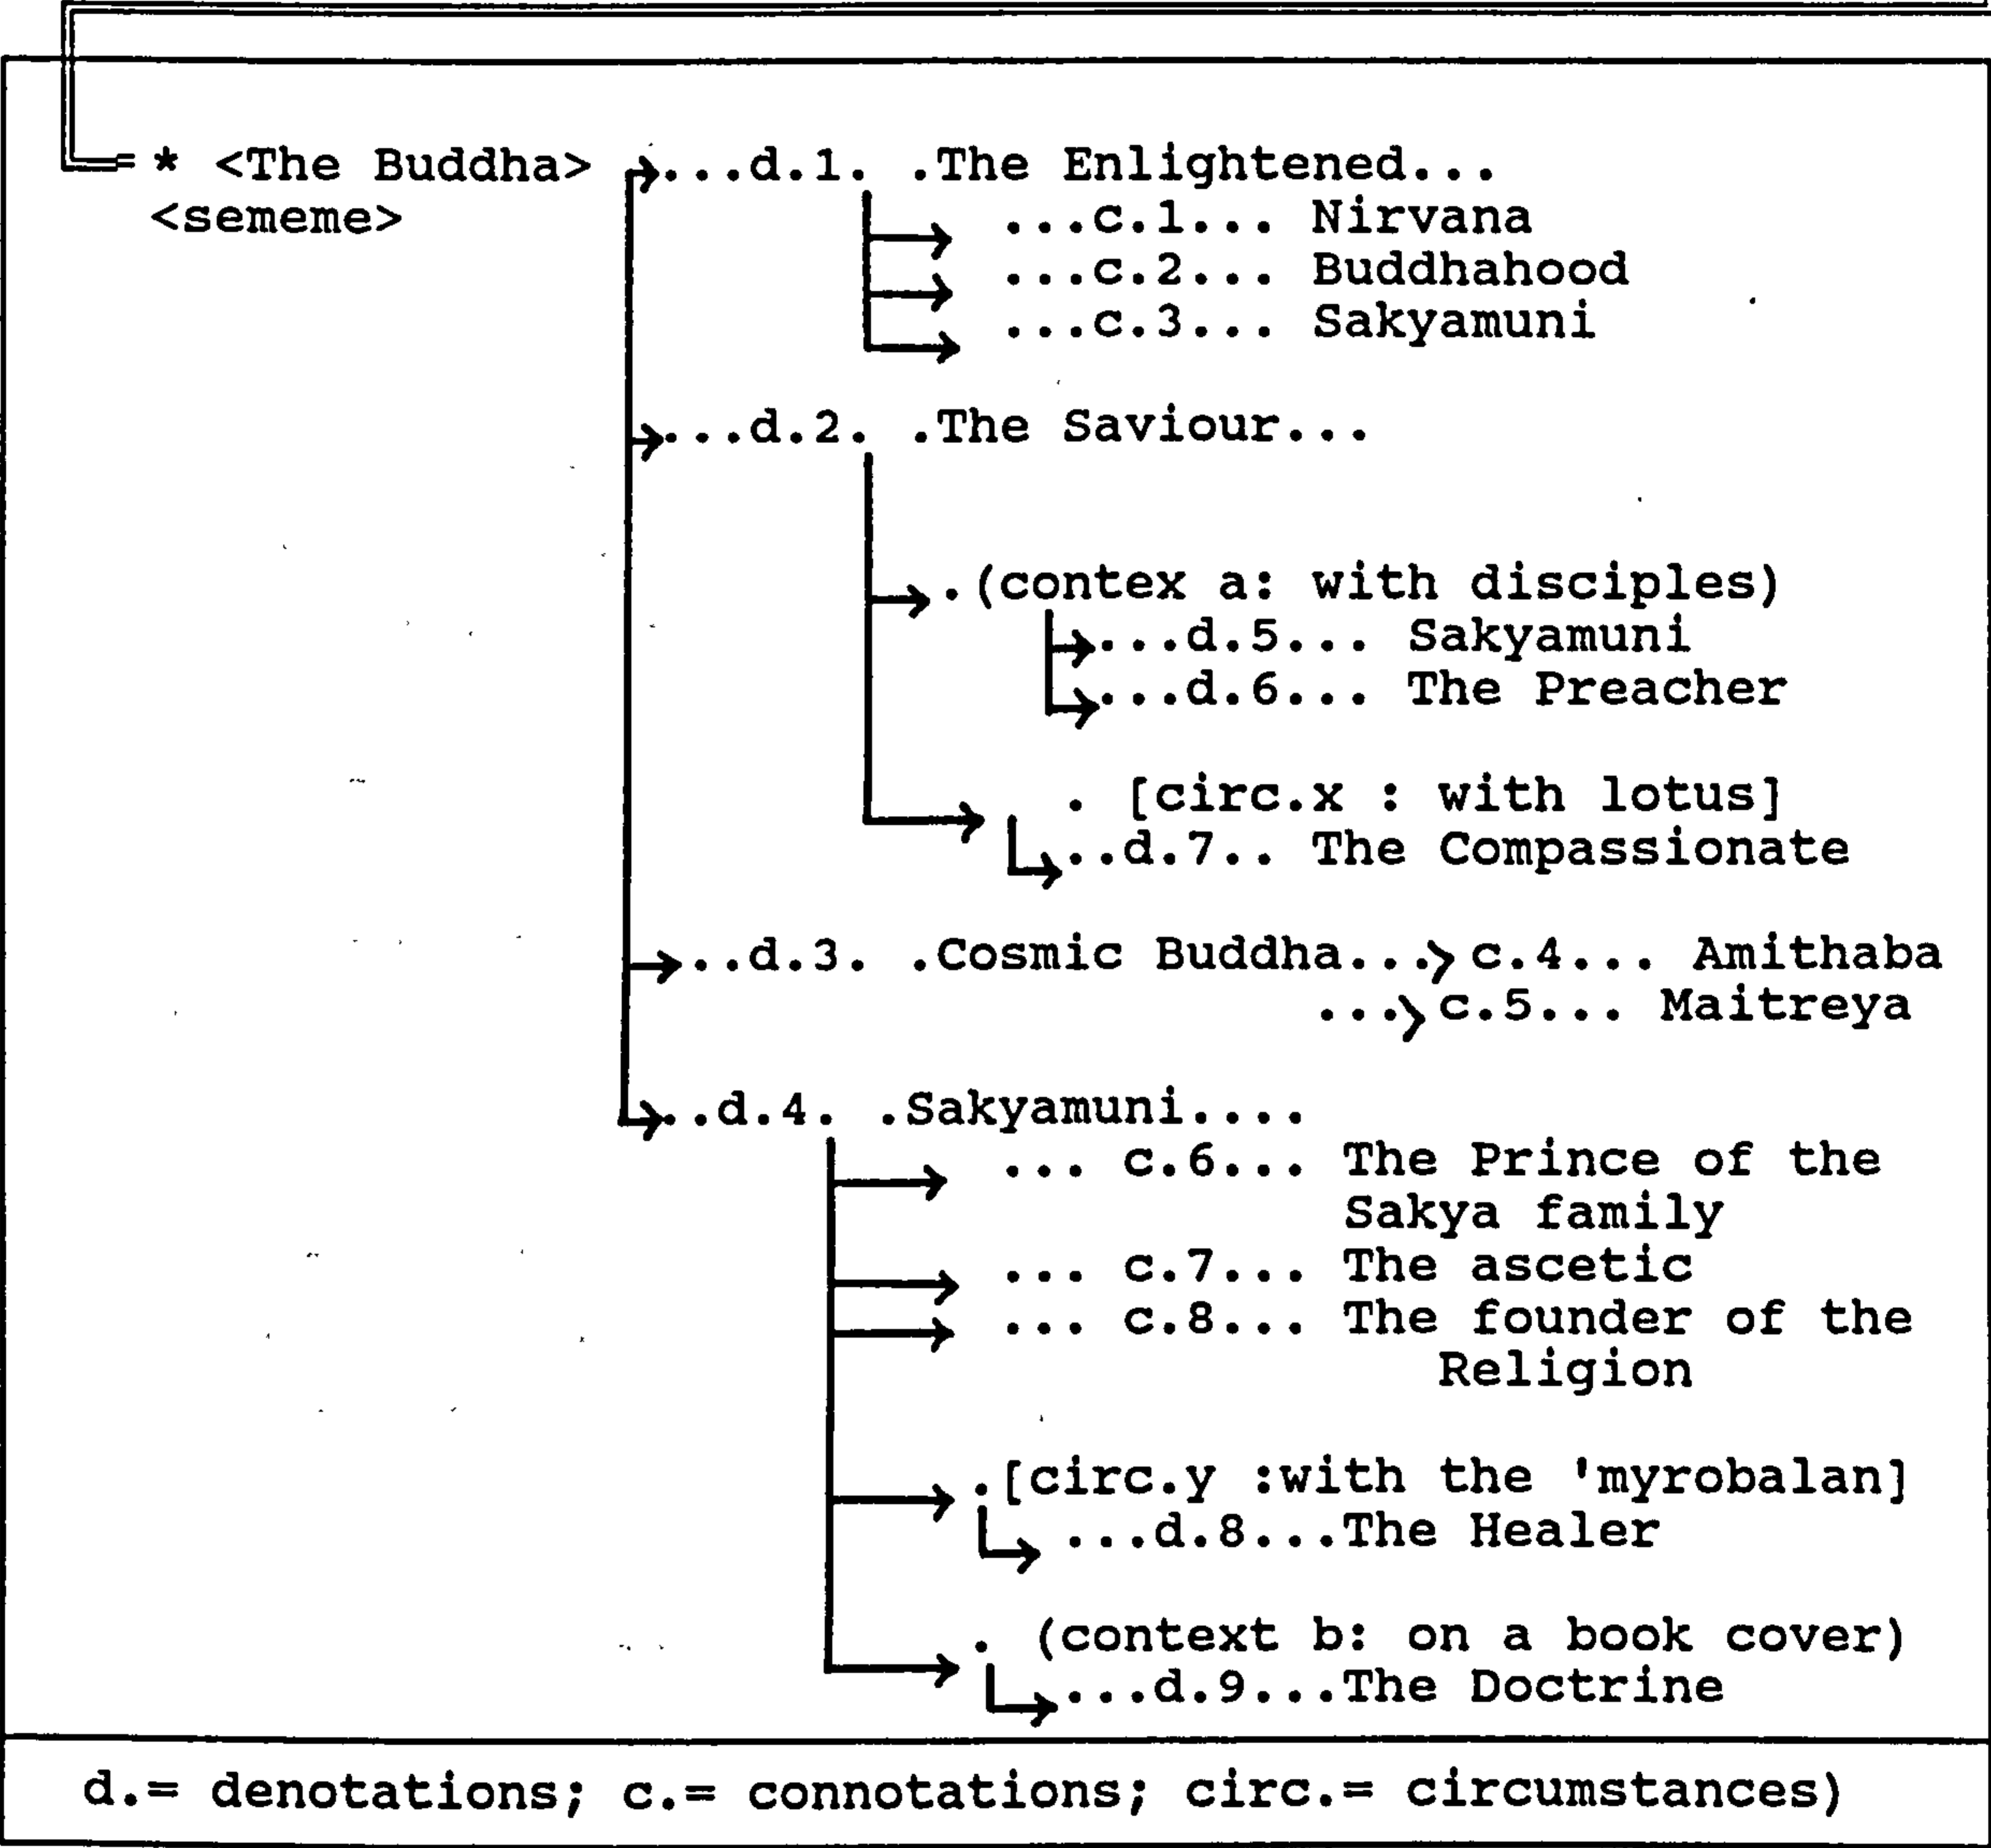 = * <The Buddha> ...d.1. .The Enlightened...
<sememe> ...c.1... Nirvana
...c.2... Buddhahood
...c.3... Sakyamuni
...d.2. .The Saviour...
.(contex a: with disciples)
...d.5... Sakyamuni
...d.6... The Preacher
. [circ.x : with lotus]
..d.7.. The Compassionate
..d.3. .Cosmic Buddha...> c.4... Amithaba
...> c.5... Maitreya
..d.4. .Sakyamuni....
... c.6... The Prince of the
Sakya family
... c.7... The ascetic
... c.8... The founder of the
Religion
.[circ.y :with the 'myrobalan]
...d.8...The Healer
. (context b: on a book cover)
...d.9...The Doctrine
d.= denotations; c.= connotations; circ.= circumstances)